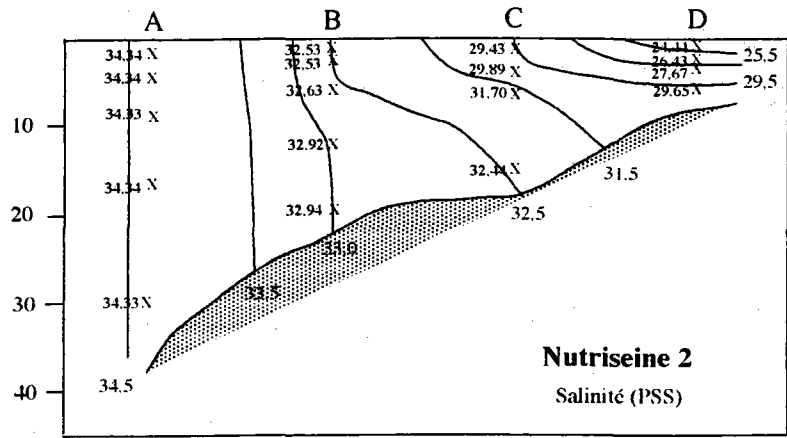 A B C D
34.34 X 32.53 X 29.43 X 24.11 X 25.5
34.34 X 32.53 X 29.89 X 26.43 X
32.63 X 31.70 X 27.67 X 29.5
29.65 X
10 34.33 X 32.92 X
34.34 X 32.44 X 31.5
20 32.94 X 32.5
33.0
33.5
30 34.33 X
34.5
40
Nutriseine 2
Salinité (PSS)